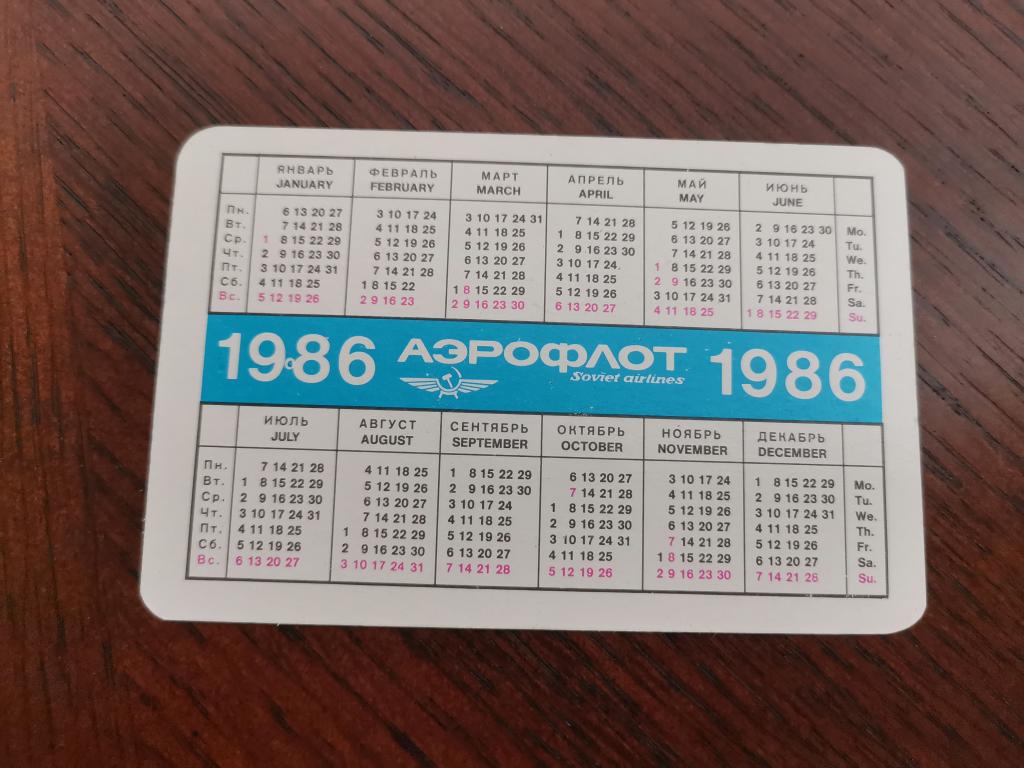 ЯНВАРЬ ФЕВРАЛЬ МАРТ АПРЕЛЬ МАЙ ИЮНЬ
JANUARY FEBRUARY MARCH APRIL MAY JUNE
Пн. 6 13 20 27 3 10 17 24 3 10 17 24 31 7 14 21 28 5 12 19 26 2 9 16 23 30 Mo.
Вт. 7 14 21 28 4 11 18 25 4 11 18 25 1 8 15 22 29 6 13 20 27 3 10 17 24 Tu.
Ср. 1 8 15 22 29 5 12 19 26 5 12 19 26 2 9 16 23 30 7 14 21 28 4 11 18 25 We.
Чт. 2 9 16 23 30 6 13 20 27 6 13 20 27 3 10 17 24 1 8 15 22 29 5 12 19 26 Th.
Пт. 3 10 17 24 31 7 14 21 28 7 14 21 28 4 11 18 25 2 9 16 23 30 6 13 20 27 Fr.
Сб. 4 11 18 25 1 8 15 22 1 8 15 22 29 5 12 19 26 3 10 17 24 31 7 14 21 28 Sa.
Вс. 5 12 19 26 2 9 16 23 2 9 16 23 30 6 13 20 27 4 11 18 25 1 8 15 22 29 Su.
1986 АЭРОФЛОТ 1986
Soviet airlines
ИЮЛЬ АВГУСТ СЕНТЯБРЬ ОКТЯБРЬ НОЯБРЬ ДЕКАБРЬ
JULY AUGUST SEPTEMBER OCTOBER NOVEMBER DECEMBER
Пн. 7 14 21 28 4 11 18 25 1 8 15 22 29 6 13 20 27 3 10 17 24 1 8 15 22 29 Mo.
Вт. 1 8 15 22 29 5 12 19 26 2 9 16 23 30 7 14 21 28 4 11 18 25 2 9 16 23 30 Tu.
Ср. 2 9 16 23 30 6 13 20 27 3 10 17 24 1 8 15 22 29 5 12 19 26 3 10 17 24 31 We.
Чт. 3 10 17 24 31 7 14 21 28 4 11 18 25 2 9 16 23 30 6 13 20 27 4 11 18 25 Th.
Пт. 4 11 18 25 1 8 15 22 29 5 12 19 26 3 10 17 24 31 7 14 21 28 5 12 19 26 Fr.
Сб. 5 12 19 26 2 9 16 23 30 6 13 20 27 4 11 18 25 1 8 15 22 29 6 13 20 27 Sa.
Вс. 6 13 20 27 3 10 17 24 31 7 14 21 28 5 12 19 26 2 9 16 23 30 7 14 21 28 Su.